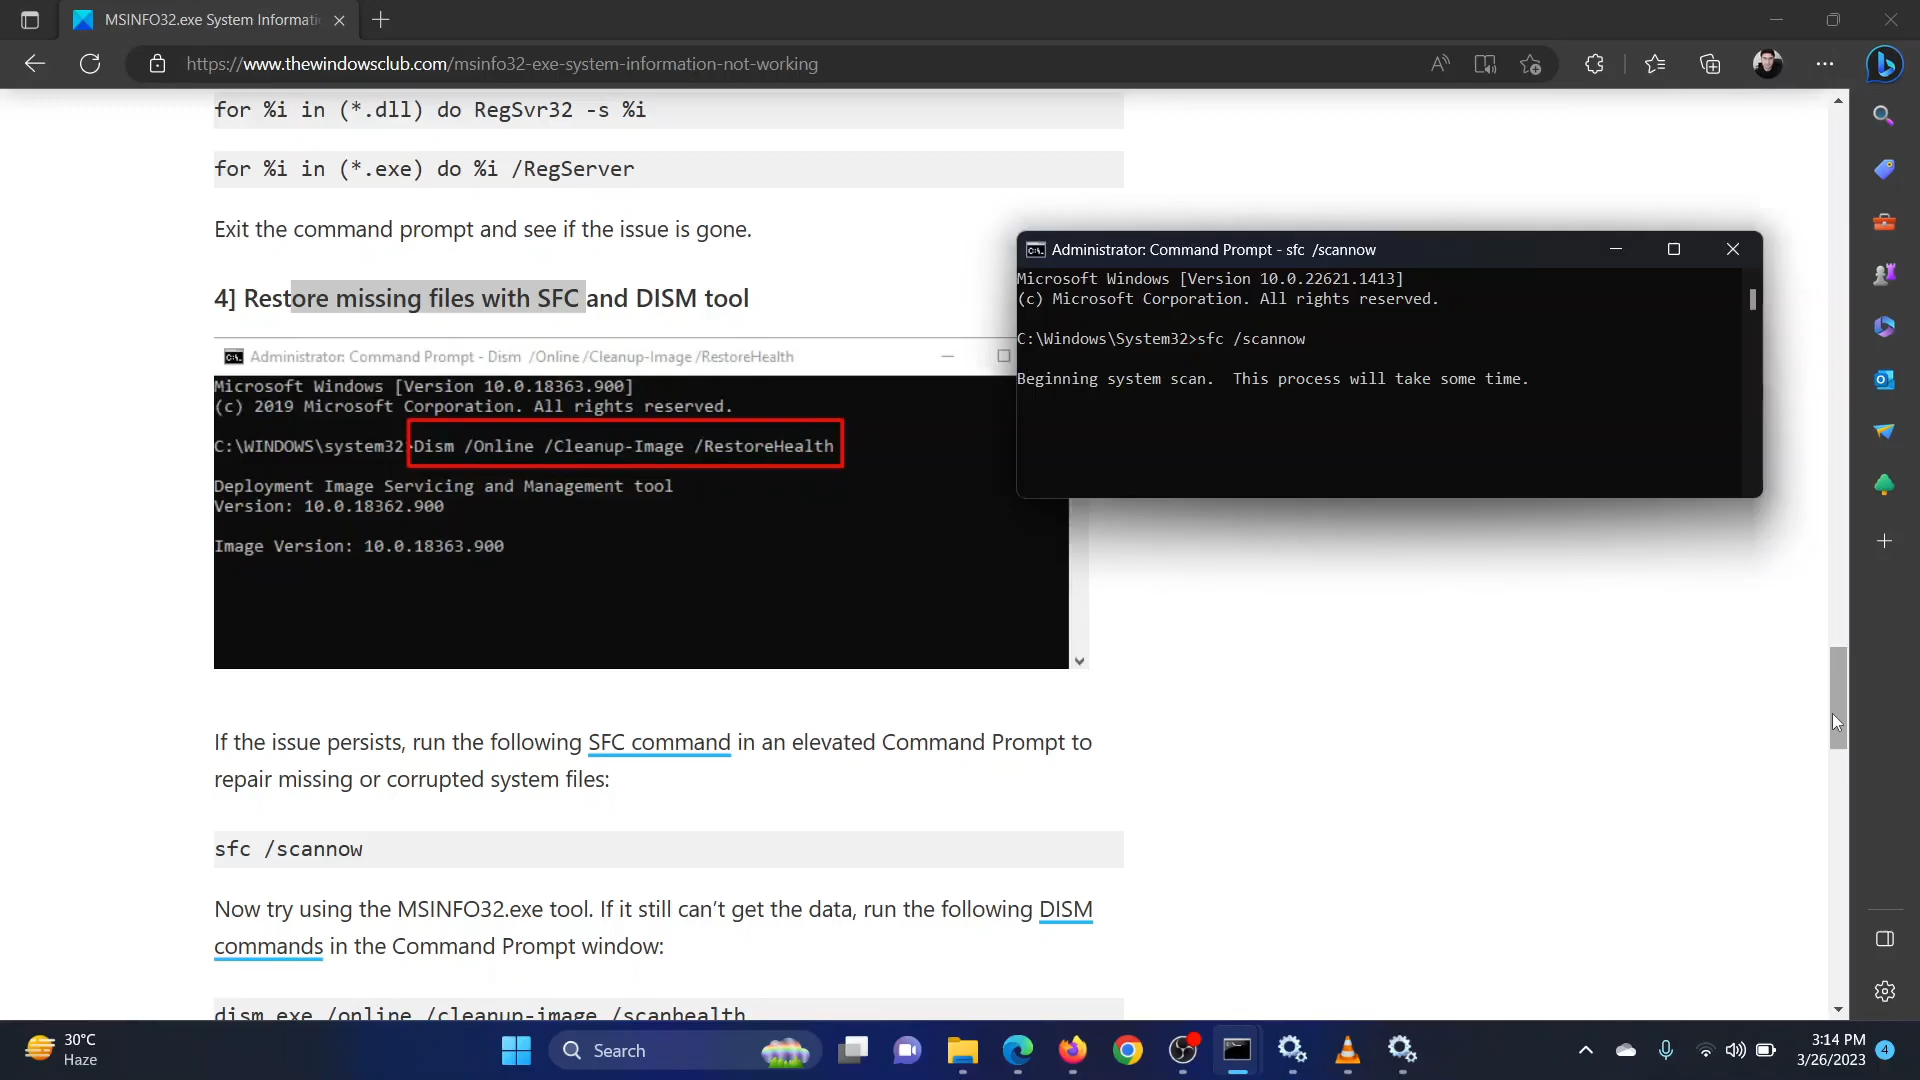 MSINFO32.exe System Informati
https://www.thewindowsclub.com/msinfo32-exe-system-information-not-working
for %i in (*.dll) do RegSvr32 -s %i
for %i in (*.exe) do %i /RegServer
Exit the command prompt and see if the issue is gone.
4] Restore missing files with SFC and DISM tool
Administrator: Command Prompt - Dism /Online /Cleanup-Image /RestoreHealth
Microsoft Windows [Version 10.0.18363.900]
(c) 2019 Microsoft Corporation. All rights reserved.
C:\WINDOWS\system32>Dism /Online /Cleanup-Image /RestoreHealth
Deployment Image Servicing and Management tool
Version: 10.0.18362.900
Image Version: 10.0.18363.900
Administrator: Command Prompt - sfc  /scannow
Microsoft Windows [Version 10.0.22621.1413]
(c) Microsoft Corporation. All rights reserved.
C:\Windows\System32>sfc /scannow
Beginning system scan.  This process will take some time.
If the issue persists, run the following SFC command in an elevated Command Prompt to
repair missing or corrupted system files:
sfc /scannow
Now try using the MSINFO32.exe tool. If it still can’t get the data, run the following DISM
commands in the Command Prompt window:
dism.exe /online /cleanup-image /scanhealth
30°C
Haze
Search
3:14 PM
3/26/2023
4